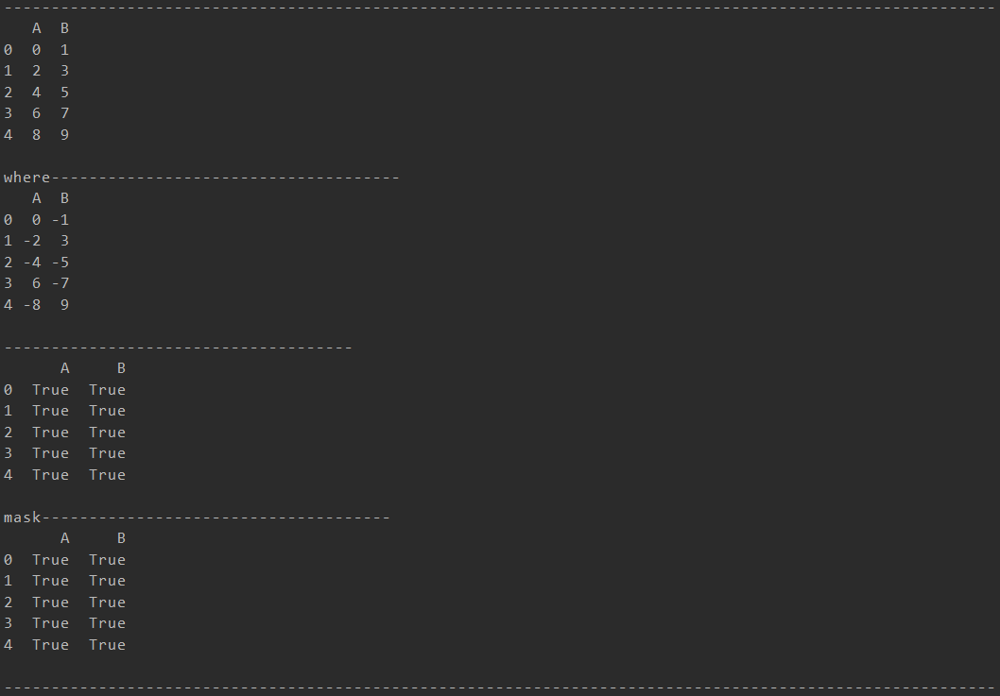 ---------------------------------------------------------------------------------------------------------
   A  B
0  0  1
1  2  3
2  4  5
3  6  7
4  8  9
where-------------------------------------
   A  B
0  0 -1
1 -2  3
2 -4 -5
3  6 -7
4 -8  9
-------------------------------------
      A     B
0  True  True
1  True  True
2  True  True
3  True  True
4  True  True
mask-------------------------------------
      A     B
0  True  True
1  True  True
2  True  True
3  True  True
4  True  True
---------------------------------------------------------------------------------------------------------